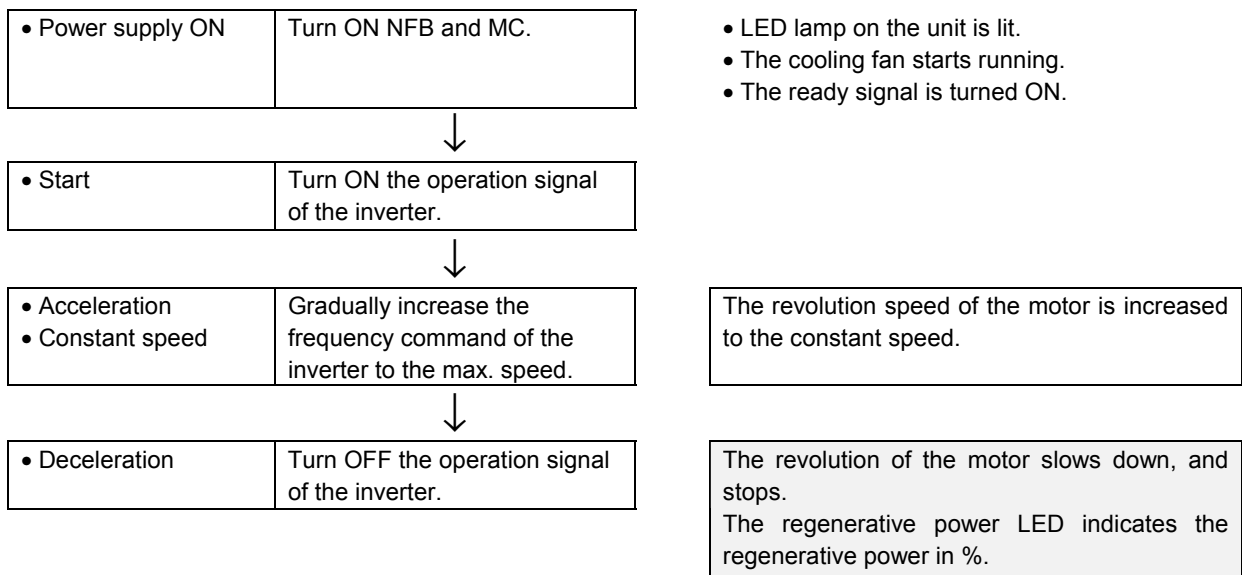 • Power supply ON
Turn ON NFB and MC.
• LED lamp on the unit is lit.
• The cooling fan starts running.
• The ready signal is turned ON.
↓
• Start
Turn ON the operation signal
of the inverter.
↓
• Acceleration
• Constant speed
Gradually increase the
frequency command of the
inverter to the max. speed.
The revolution speed of the motor is increased
to the constant speed.
↓
• Deceleration
Turn OFF the operation signal
of the inverter.
The revolution of the motor slows down, and
stops.
The regenerative power LED indicates the
regenerative power in %.